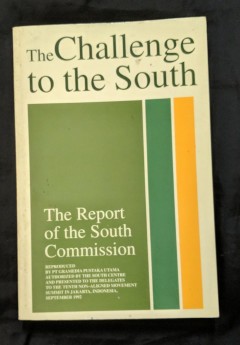 The Challenge
to the South
The Report
of the South
Commission
REPRODUCED
BY PT GRAMEDIA PUSTAKA UTAMA
AUTHORIZED BY THE SOUTH CENTRE
AND PRESENTED TO THE DELEGATES
TO THE TENTH NON-ALIGNED MOVEMENT
SUMMIT IN JAKARTA, INDONESIA,
SEPTEMBER 1992